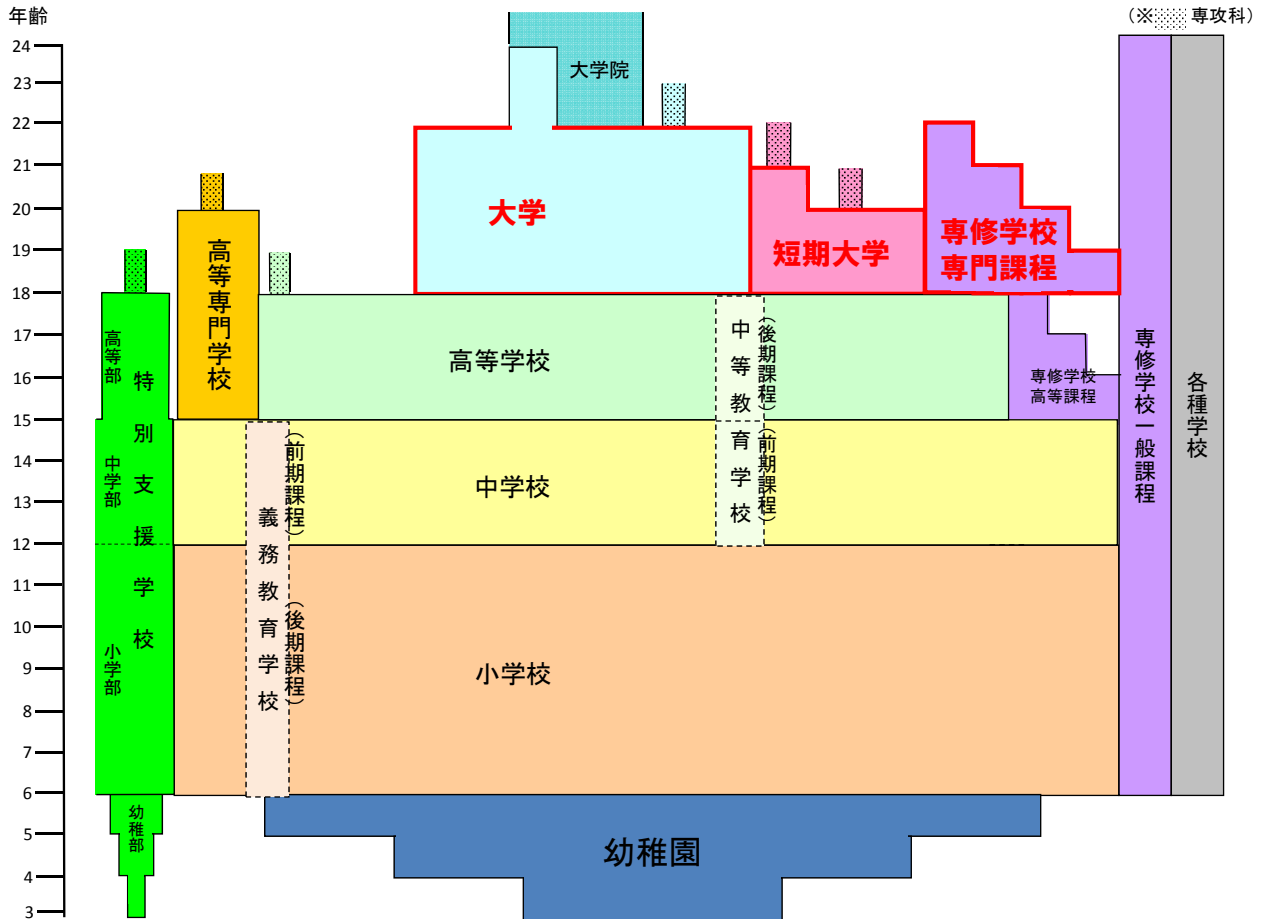 年齢
(※ 専攻科)
24
23
22
21
20
19
18
17
16
15
14
13
12
11
10
9
8
7
6
5
4
3
大学院
大学
短期大学
専修学校
専門課程
高等専門学校
高等学校
中等教育学校
(後期課程)
(前期課程)
専修学校
高等課程
専修学校一般課程
各種学校
特別支援学校
高等部
中学部
小学部
幼稚部
中学校
義務教育学校
(前期課程)
(後期課程)
小学校
幼稚園